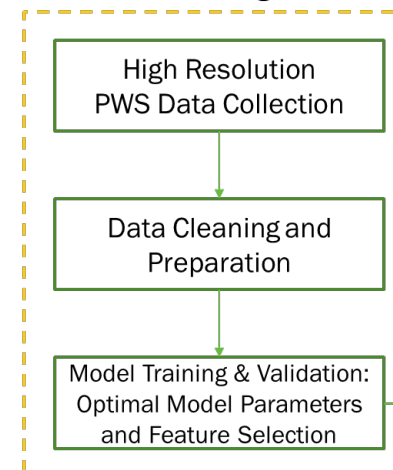 High Resolution
PWS Data Collection
Data Cleaning and
Preparation
Model Training & Validation:
Optimal Model Parameters
and Feature Selection